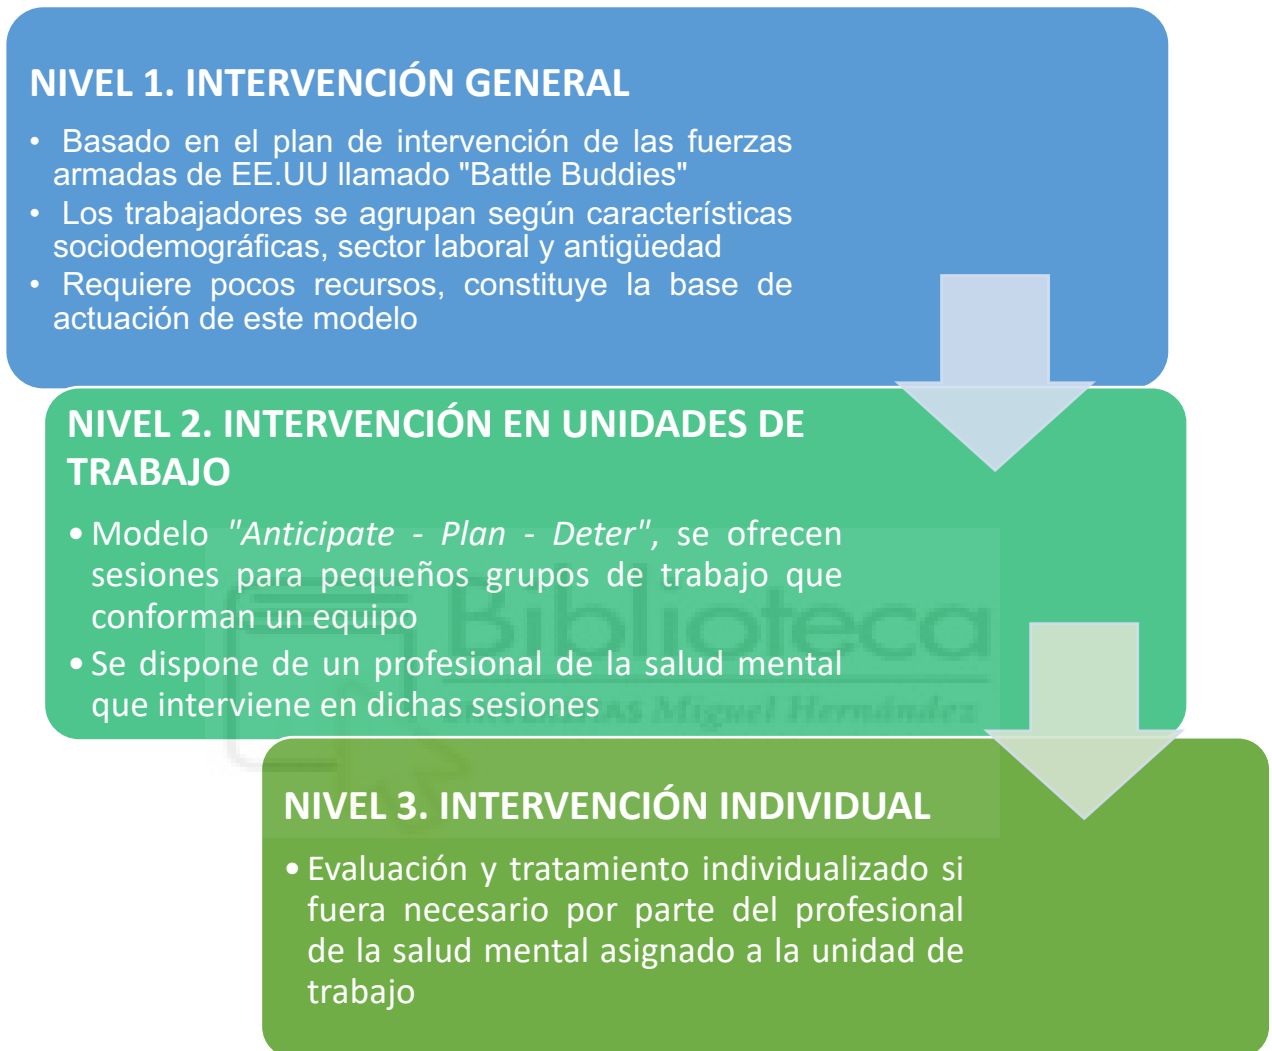 NIVEL 1. INTERVENCIÓN GENERAL
• Basado en el plan de intervención de las fuerzas
armadas de EE.UU llamado "Battle Buddies"
• Los trabajadores se agrupan según características
sociodemográficas, sector laboral y antigüedad
• Requiere pocos recursos, constituye la base de
actuación de este modelo
NIVEL 2. INTERVENCIÓN EN UNIDADES DE
TRABAJO
• Modelo "Anticipate - Plan - Deter", se ofrecen
sesiones para pequeños grupos de trabajo que
conforman un equipo
• Se dispone de un profesional de la salud mental
que interviene en dichas sesiones
Biblioteca
Miguel Hernández
NIVEL 3. INTERVENCIÓN INDIVIDUAL
• Evaluación y tratamiento individualizado si
fuera necesario por parte del profesional
de la salud mental asignado a la unidad de
trabajo